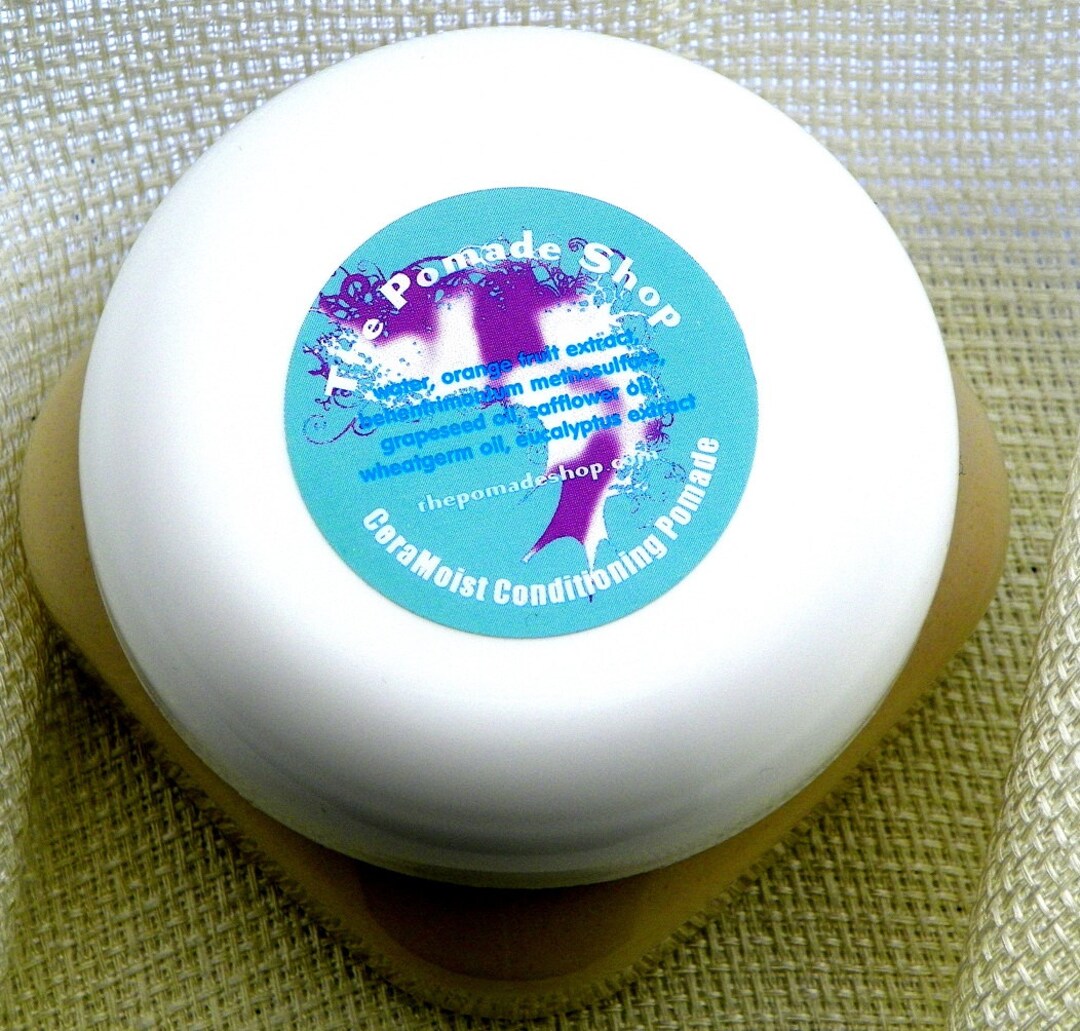 The Pomade Shop
water, orange fruit extract,
behentrimonium methosulfate,
grapeseed oil, safflower oil,
wheatgerm oil, eucalyptus extract
thepomadeshop.com
CeraMoist Conditioning Pomade